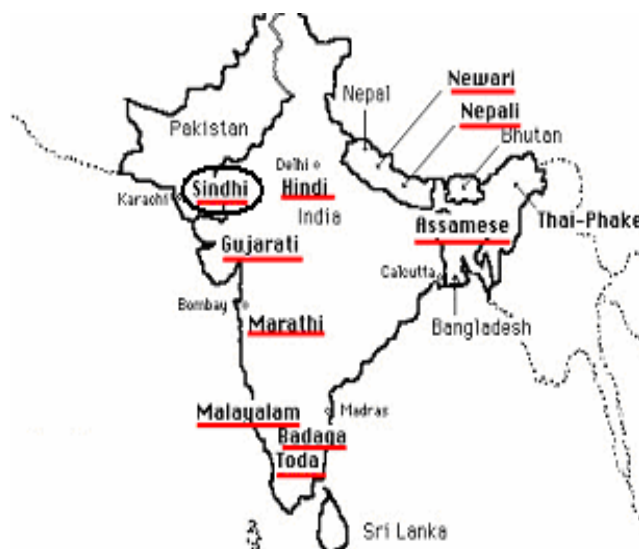 Newari
Nepal
Nepali
Pakistan
Bhutan
Delhi
Sindhi
Hindi
Karachi
India
Thai-Phake
Assamese
Gujarati
Calcutta
Bombay
Marathi
Bangladesh
Malayalam
Madras
Badaga
Toda
Sri Lanka